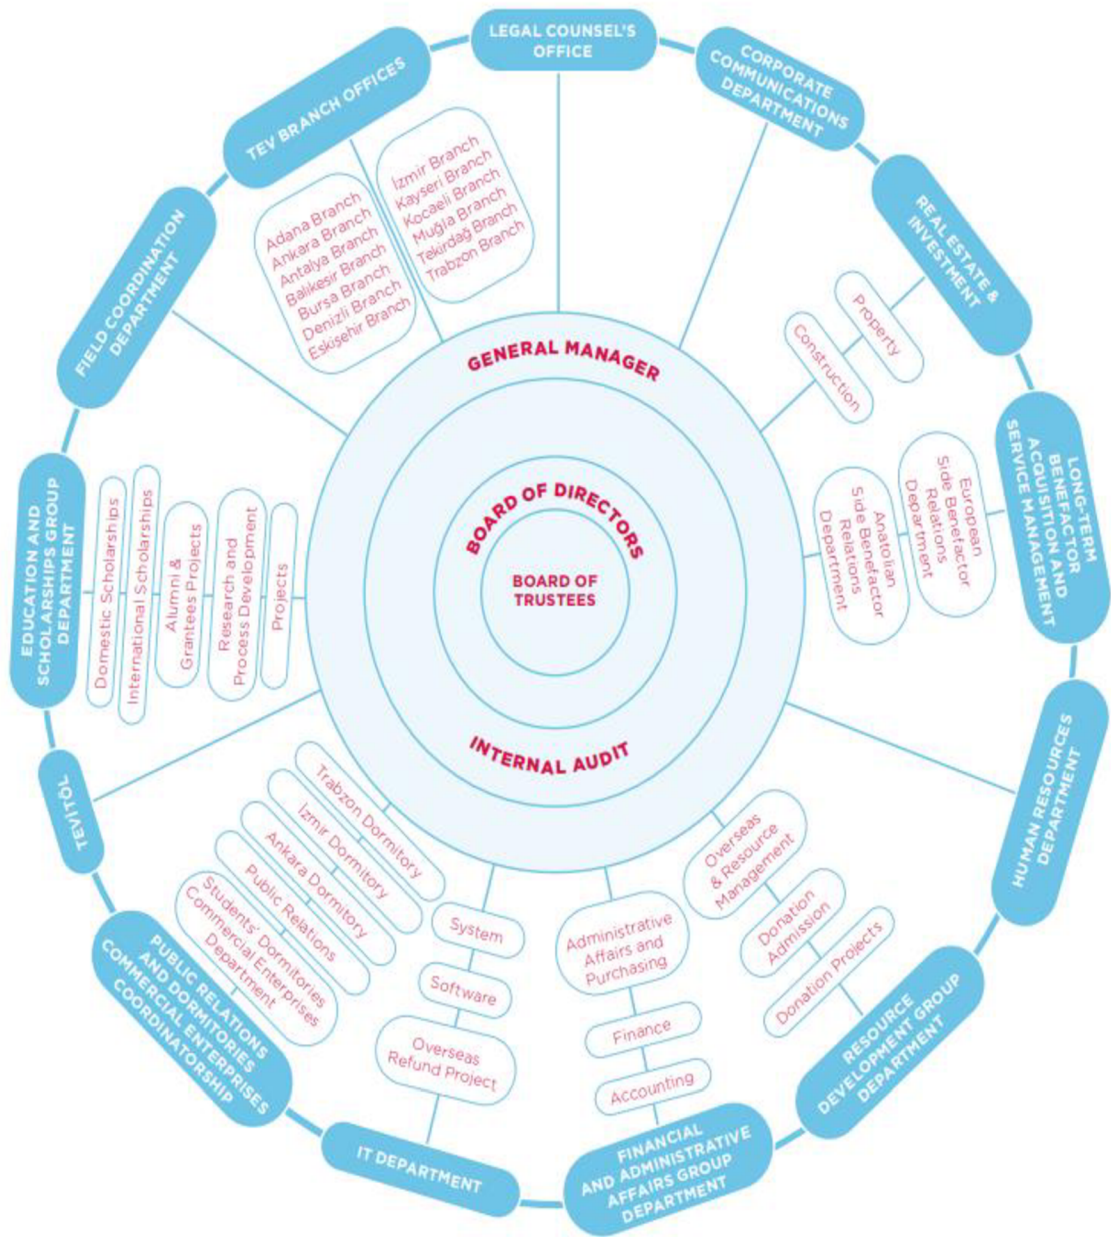 LEGAL COUNSEL'S
OFFICE
CORPORATE
COMMUNICATIONS
DEPARTMENT
REAL ESTATE &
INVESTMENT
Property
Construction
LONG-TERM
BENEFACTOR
ACQUISITION AND
SERVICE MANAGEMENT
European
Side Benefactor
Relations
Department
Anatolian
Side Benefactor
Relations
Department
HUMAN RESOURCES
DEPARTMENT
RESOURCE
DEVELOPMENT GROUP
DEPARTMENT
Overseas
& Resource
Management
Donation
Admission
Donation Projects
FINANCIAL
AND ADMINISTRATIVE
AFFAIRS GROUP
DEPARTMENT
Administrative
Affairs and
Purchasing
Finance
Accounting
IT DEPARTMENT
System
Software
Overseas
Refund Project
PUBLIC RELATIONS
AND DORMITORIES
COMMERCIAL ENTERPRISES
COORDINATORSHIP
Trabzon Dormitory
İzmir Dormitory
Ankara Dormitory
Public Relations
Students' Dormitories
Commercial Enterprises
Department
TEVİTÖL
EDUCATION AND
SCHOLARSHIPS GROUP
DEPARTMENT
Domestic Scholarships
International Scholarships
Alumni &
Grantees Projects
Research and
Process Development
Projects
FIELD COORDINATION
DEPARTMENT
TEV BRANCH OFFICES
Adana Branch
Ankara Branch
Antalya Branch
Balıkesir Branch
Bursa Branch
Denizli Branch
Eskişehir Branch
İzmir Branch
Kayseri Branch
Kocaeli Branch
Muğla Branch
Tekirdağ Branch
Trabzon Branch
GENERAL MANAGER
BOARD OF DIRECTORS
BOARD OF
TRUSTEES
INTERNAL AUDIT